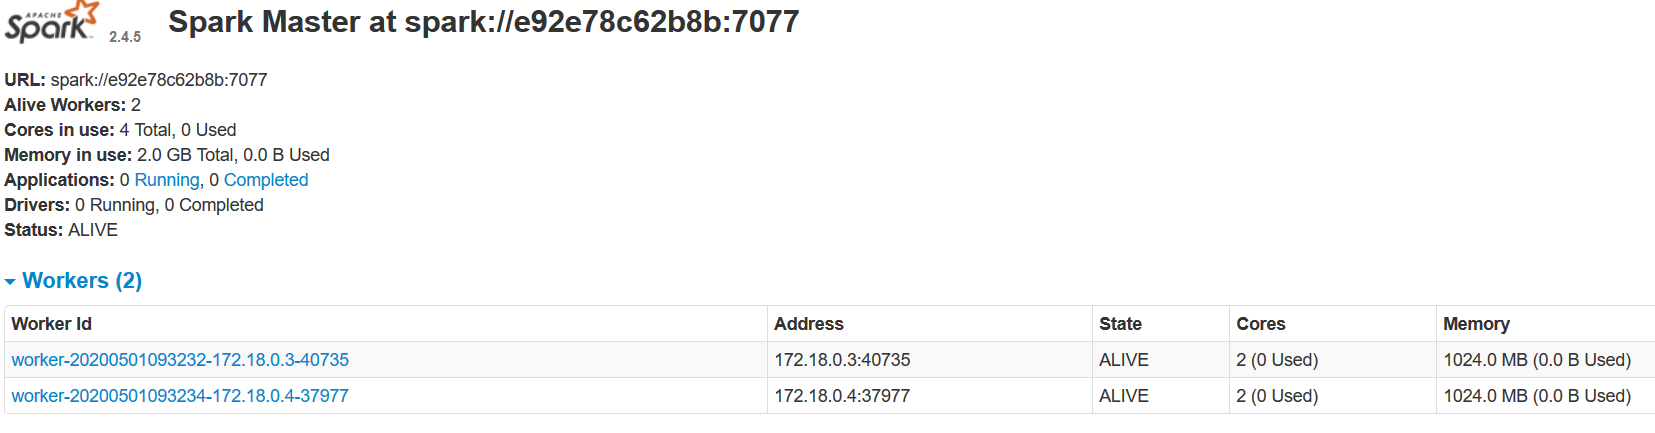 APACHE
Spark 2.4.5 Spark Master at spark://e92e78c62b8b:7077
URL: spark://e92e78c62b8b:7077
Alive Workers: 2
Cores in use: 4 Total, 0 Used
Memory in use: 2.0 GB Total, 0.0 B Used
Applications: 0 Running, 0 Completed
Drivers: 0 Running, 0 Completed
Status: ALIVE
Workers (2)
Worker Id Address State Cores Memory
worker-20200501093232-172.18.0.3-40735 172.18.0.3:40735 ALIVE 2 (0 Used) 1024.0 MB (0.0 B Used)
worker-20200501093234-172.18.0.4-37977 172.18.0.4:37977 ALIVE 2 (0 Used) 1024.0 MB (0.0 B Used)